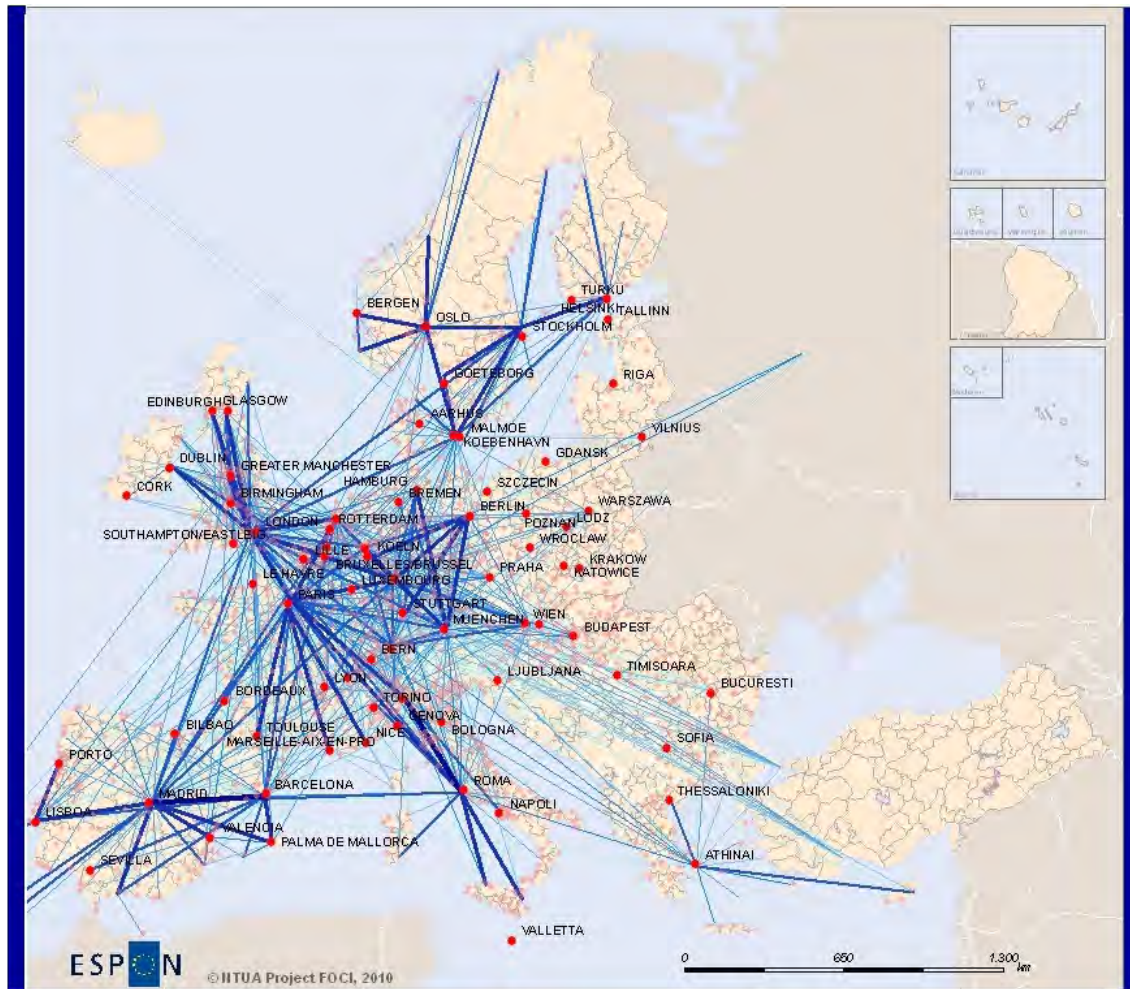 BERGEN
OSLO
TURKU
HELSINKI
TALLINN
STOCKHOLM
GOETEBORG
RIGA
EDINBURGH
GLASGOW
AARHUS
MALMOE
KOEBENHAVN
VILNIUS
DUBLIN
GREATER MANCHESTER
GDANSK
CORK
BIRMINGHAM
HAMBURG
BREMEN
SZCZECIN
BERLIN
WARSZAWA
LONDON
ROTTERDAM
POZNAN
LODZ
SOUTHAMPTON/EASTLEIG
LILLE
KOELN
WROCLAW
BRUXELLES/BRUSSEL
KRAKOW
KATOWICE
LE HAVRE
LUXEMBOURG
PRAHA
PARIS
STUTTGART
MUENCHEN
WIEN
BUDAPEST
BERN
LJUBLJANA
TIMISOARA
BUCURESTI
LYON
BORDEAUX
TORINO
GENOVA
BILBAO
TOULOUSE
NICE
BOLOGNA
MARSEILLE-AIX-EN-PRO
SOFIA
PORTO
BARCELONA
ROMA
THESSALONIKI
MADRID
LISBOA
NAPOLI
VALENCIA
PALMA DE MALLORCA
ATHINAI
SEVILLA
VALLETTA
ESPON
© IITUA Project FOCI, 2010
0 650 1.300
km